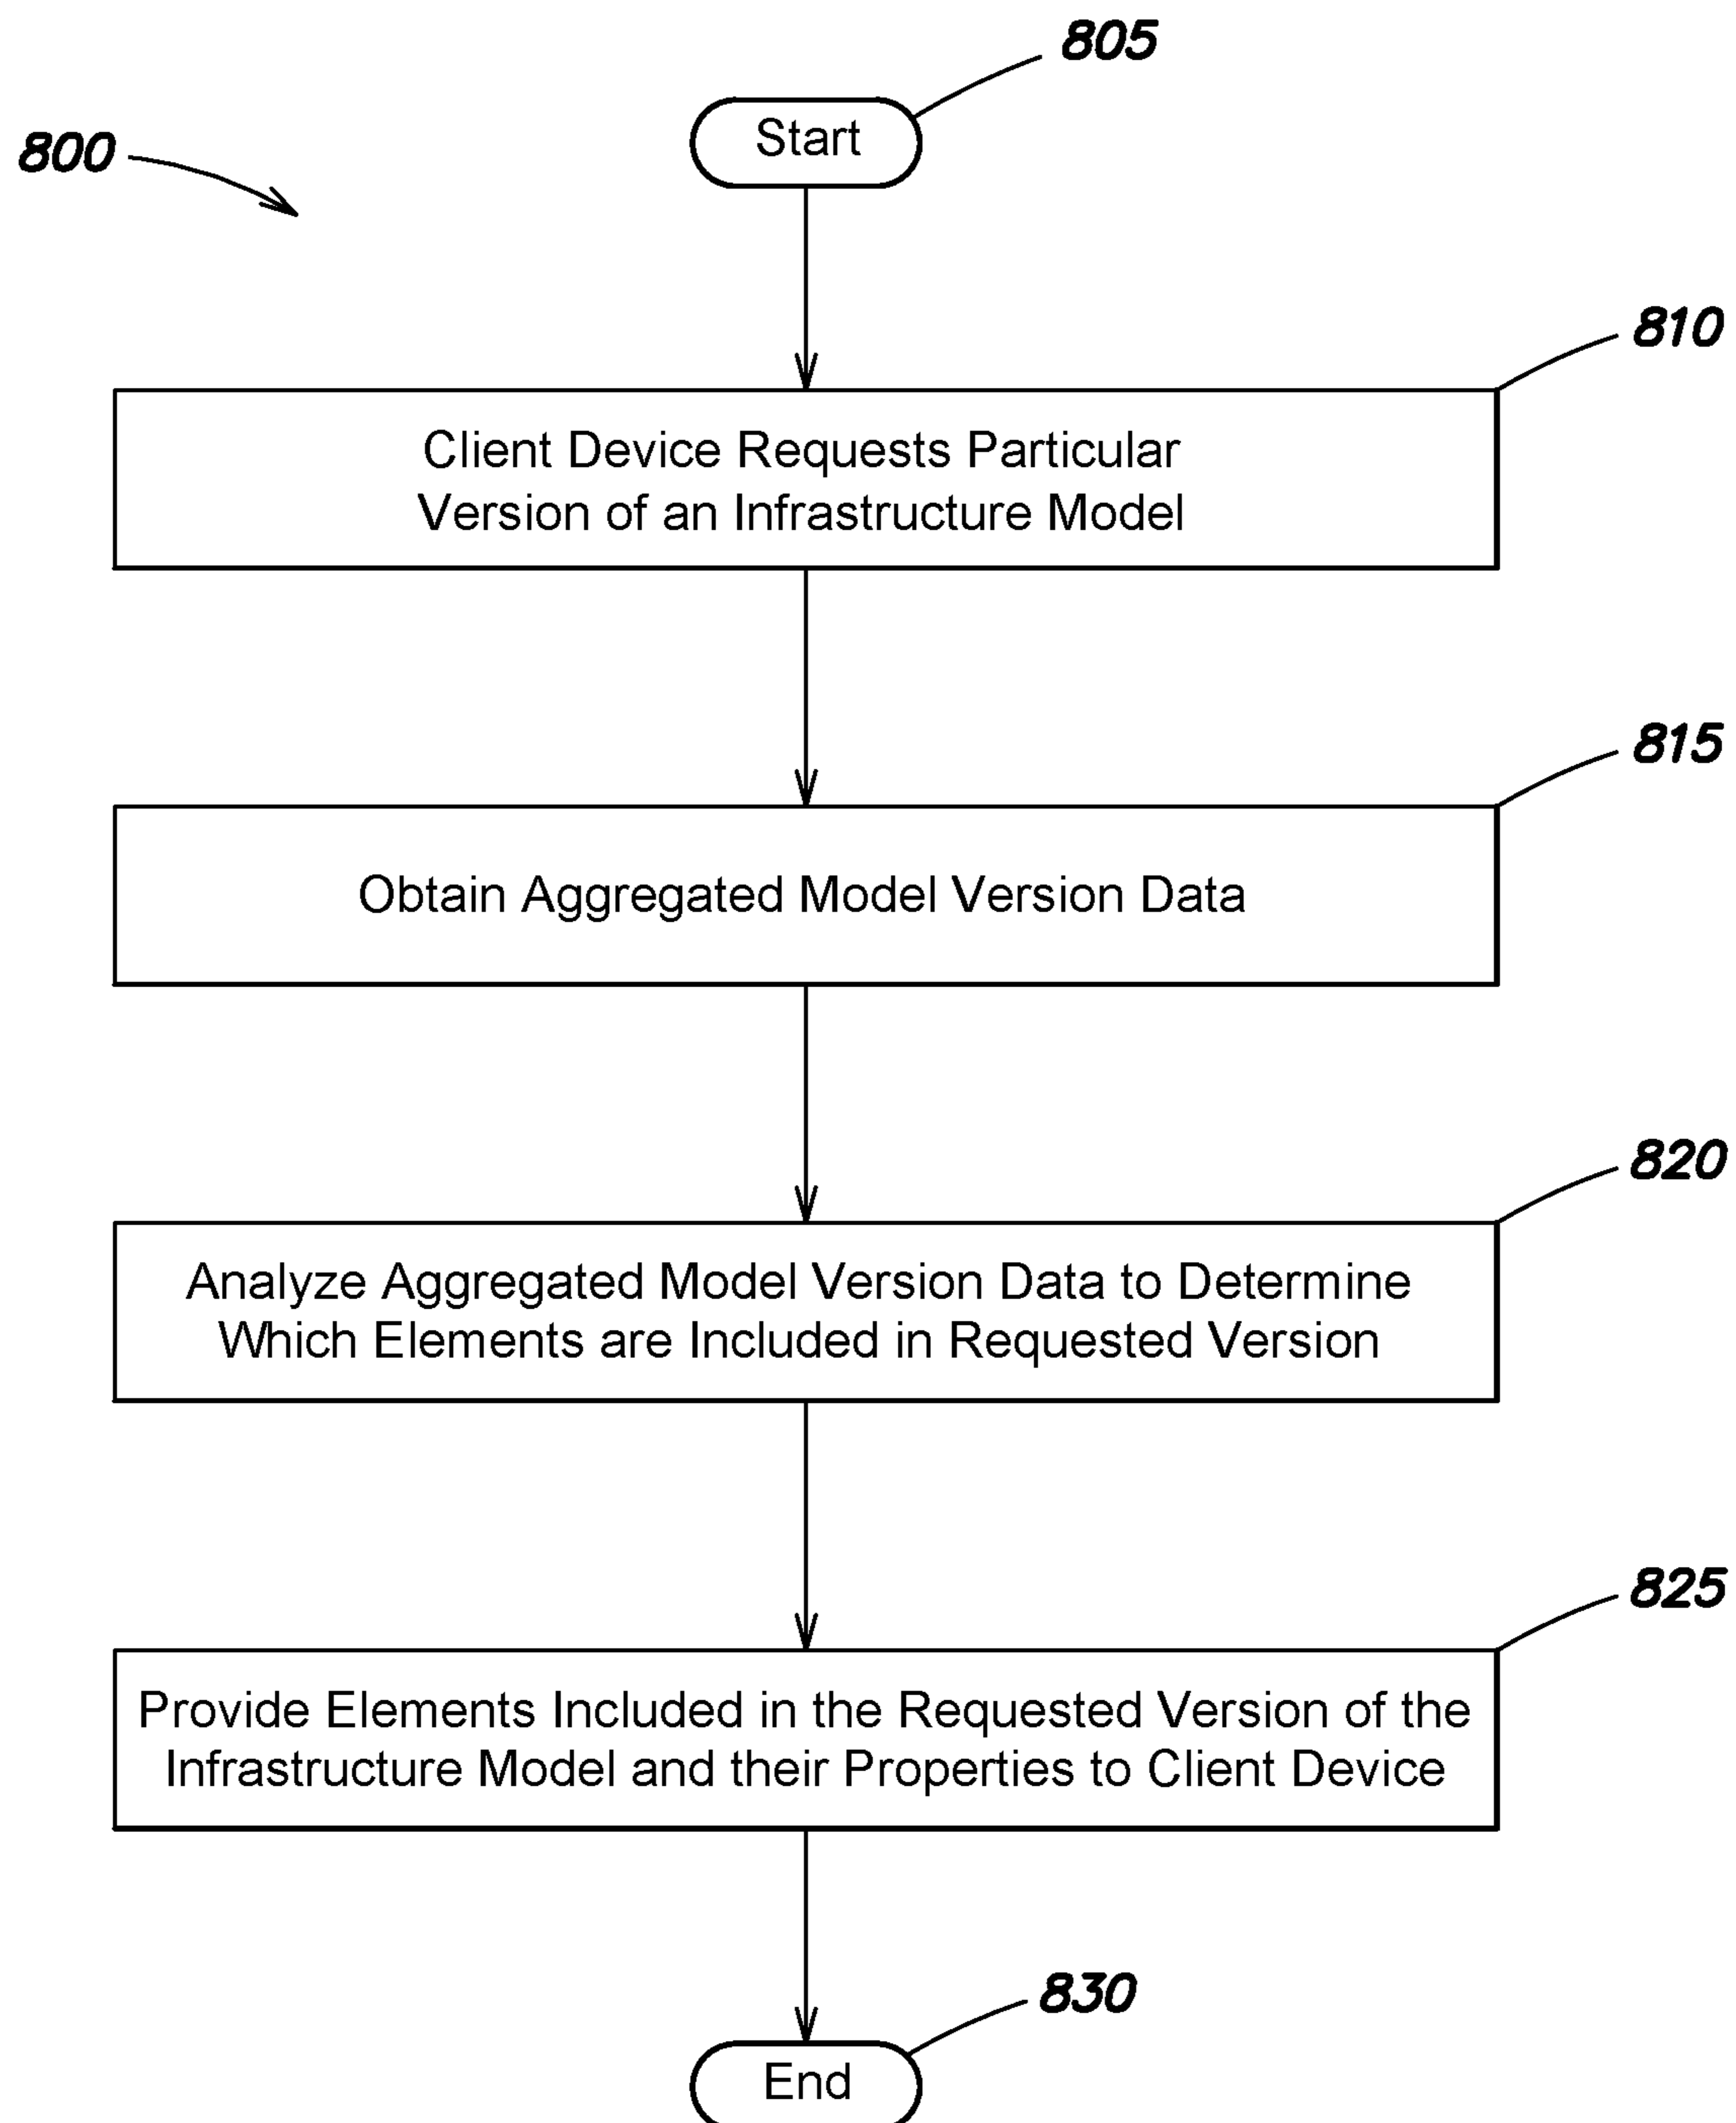 805
800
Start
810
Client Device Requests Particular
Version of an Infrastructure Model
815
Obtain Aggregated Model Version Data
820
Analyze Aggregated Model Version Data to Determine
Which Elements are Included in Requested Version
825
Provide Elements Included in the Requested Version of the
Infrastructure Model and their Properties to Client Device
830
End